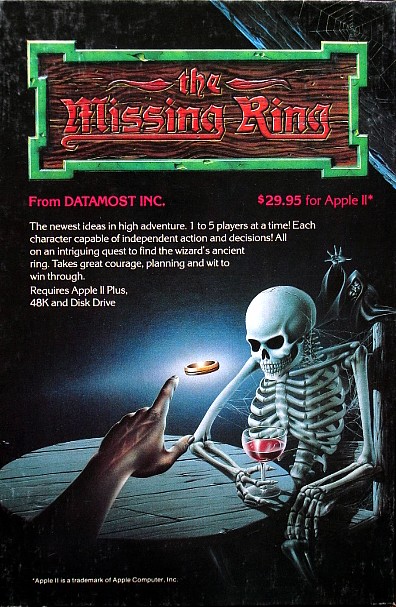 the
Missing Ring
From DATAMOST INC.
$29.95 for Apple II*
The newest ideas in high adventure. 1 to 5 players at a time! Each
character capable of independent action and decisions! All
on an intriguing quest to find the wizard's ancient
ring. Takes great courage, planning and wit to
win through.
Requires Apple II Plus,
48K and Disk Drive
*Apple II is a trademark of Apple Computer, Inc.